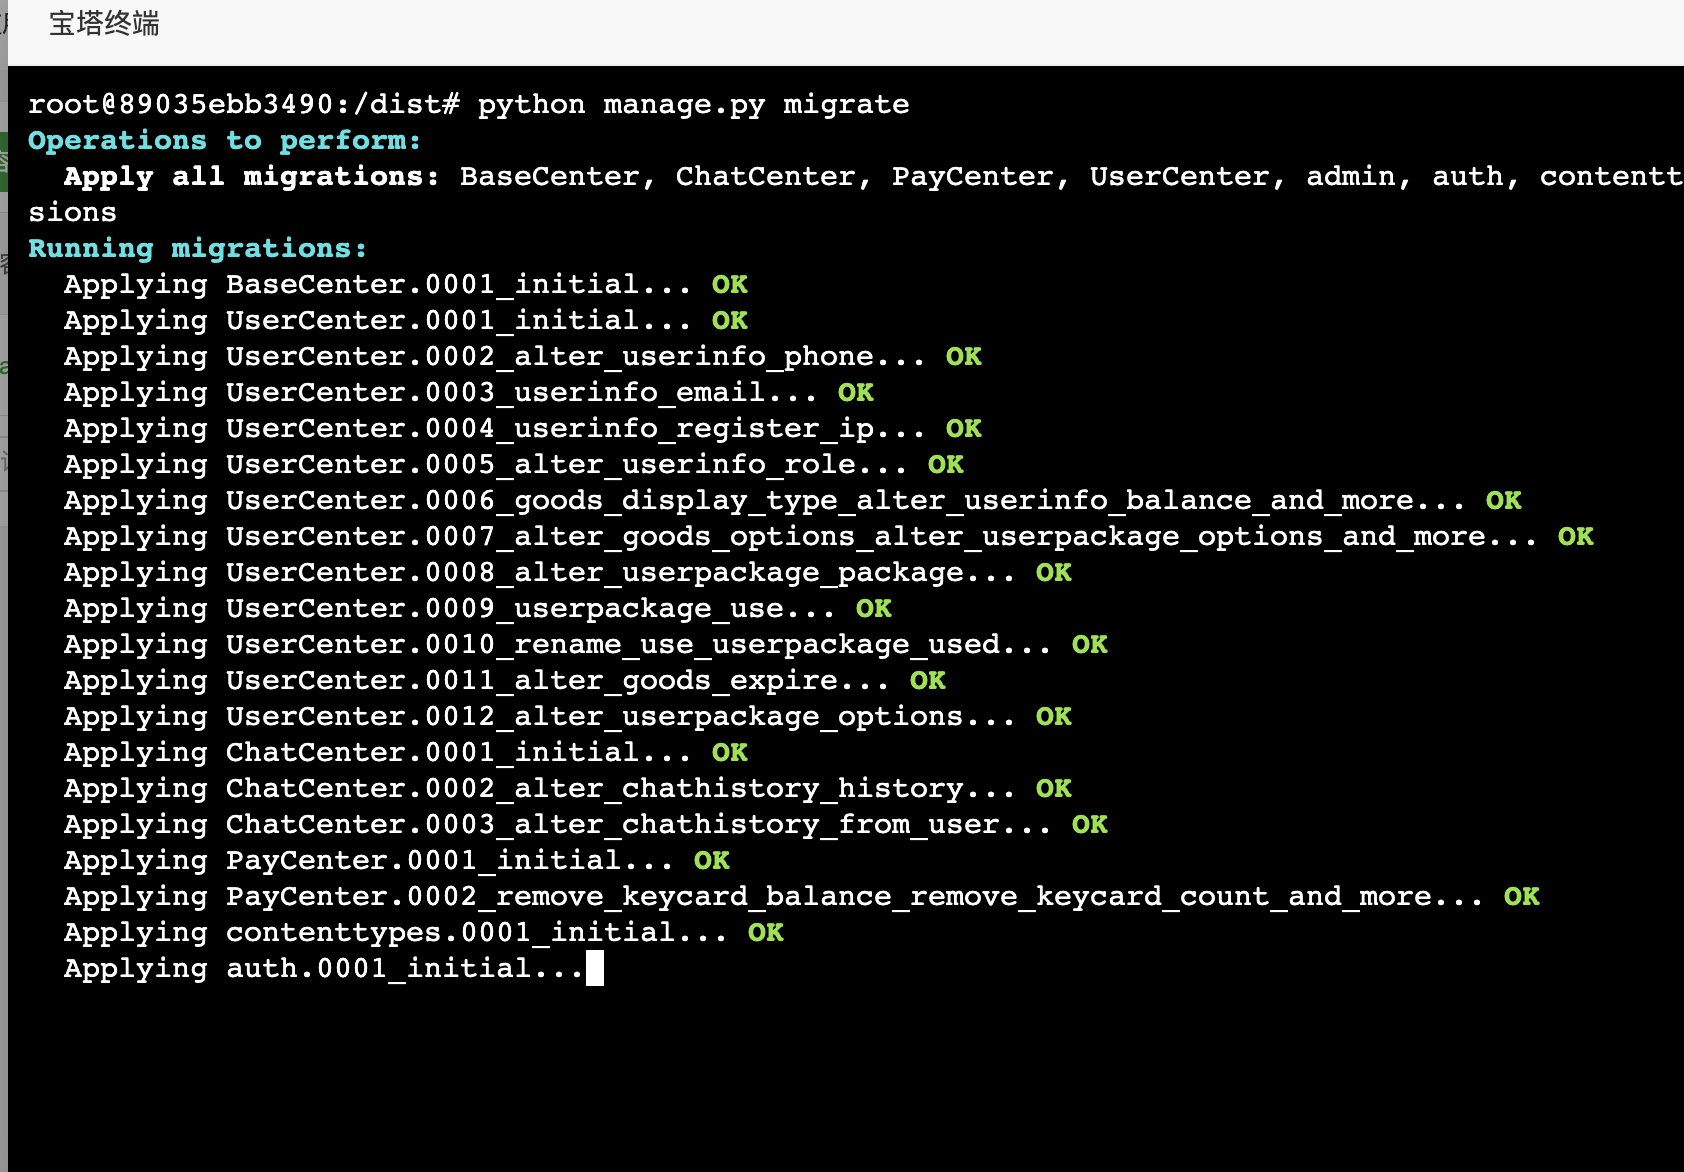 宝塔终端
root@89035ebb3490:/dist# python manage.py migrate
Operations to perform:
Apply all migrations: BaseCenter, ChatCenter, PayCenter, UserCenter, admin, auth, contentt
sions
Running migrations:
Applying BaseCenter.0001_initial... OK
Applying UserCenter.0001_initial... OK
Applying UserCenter.0002_alter_userinfo_phone... OK
Applying UserCenter.0003_userinfo_email... OK
Applying UserCenter.0004_userinfo_register_ip... OK
Applying UserCenter.0005_alter_userinfo_role... OK
Applying UserCenter.0006_goods_display_type_alter_userinfo_balance_and_more... OK
Applying UserCenter.0007_alter_goods_options_alter_userpackage_options_and_more... OK
Applying UserCenter.0008_alter_userpackage_package... OK
Applying UserCenter.0009_userpackage_use... OK
Applying UserCenter.0010_rename_use_userpackage_used... OK
Applying UserCenter.0011_alter_goods_expire... OK
Applying UserCenter.0012_alter_userpackage_options... OK
Applying ChatCenter.0001_initial... OK
Applying ChatCenter.0002_alter_chathistory_history... OK
Applying ChatCenter.0003_alter_chathistory_from_user... OK
Applying PayCenter.0001_initial... OK
Applying PayCenter.0002_remove_keycard_balance_remove_keycard_count_and_more... OK
Applying contenttypes.0001_initial... OK
Applying auth.0001_initial...